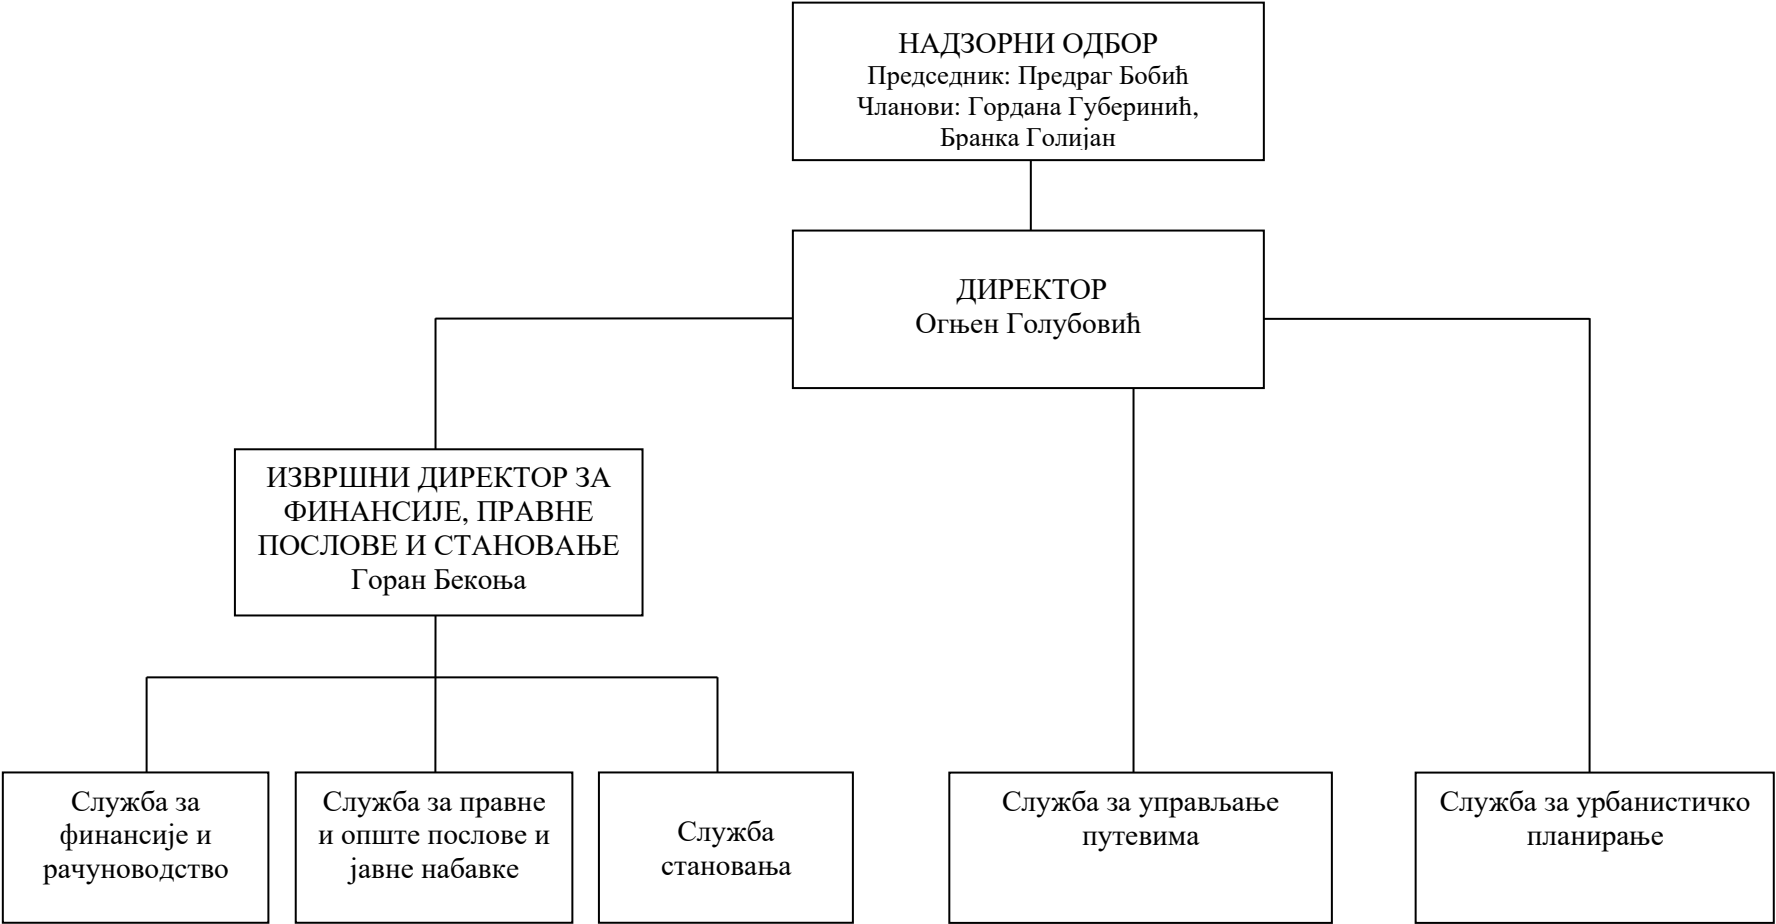 НАДЗОРНИ ОДБОР
Председник: Предраг Бобић
Чланови: Гордана Губеринић,
Бранка Голијан
ДИРЕКТОР
Огњен Голубовић
ИЗВРШНИ ДИРЕКТОР ЗА
ФИНАНСИЈЕ, ПРАВНЕ
ПОСЛОВЕ И СТАНОВАЊЕ
Горан Бекоња
Служба за
финансије и
рачуноводство
Служба за правне
и опште послове и
јавне набавке
Служба
становања
Служба за управљање
путевима
Служба за урбанистичко
планирање